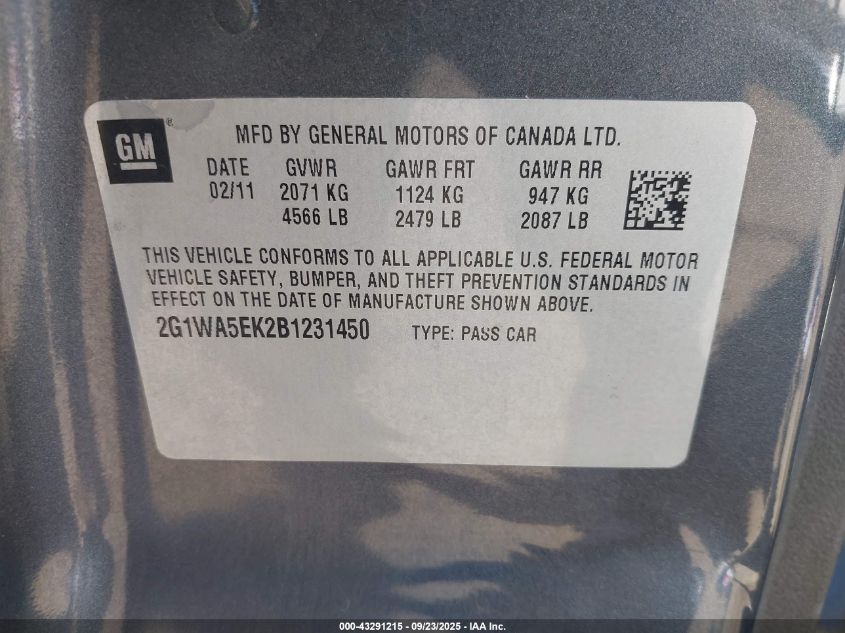 GM®
MFD BY GENERAL MOTORS OF CANADA LTD.
DATE GVWR GAWR FRT GAWR RR
02/11 2071 KG 1124 KG 947 KG
4566 LB 2479 LB 2087 LB
THIS VEHICLE CONFORMS TO ALL APPLICABLE U.S. FEDERAL MOTOR
VEHICLE SAFETY, BUMPER, AND THEFT PREVENTION STANDARDS IN
EFFECT ON THE DATE OF MANUFACTURE SHOWN ABOVE.
2G1WA5EK2B1231450 TYPE: PASS CAR
000-43291215 - 09/23/2025 - IAA Inc.